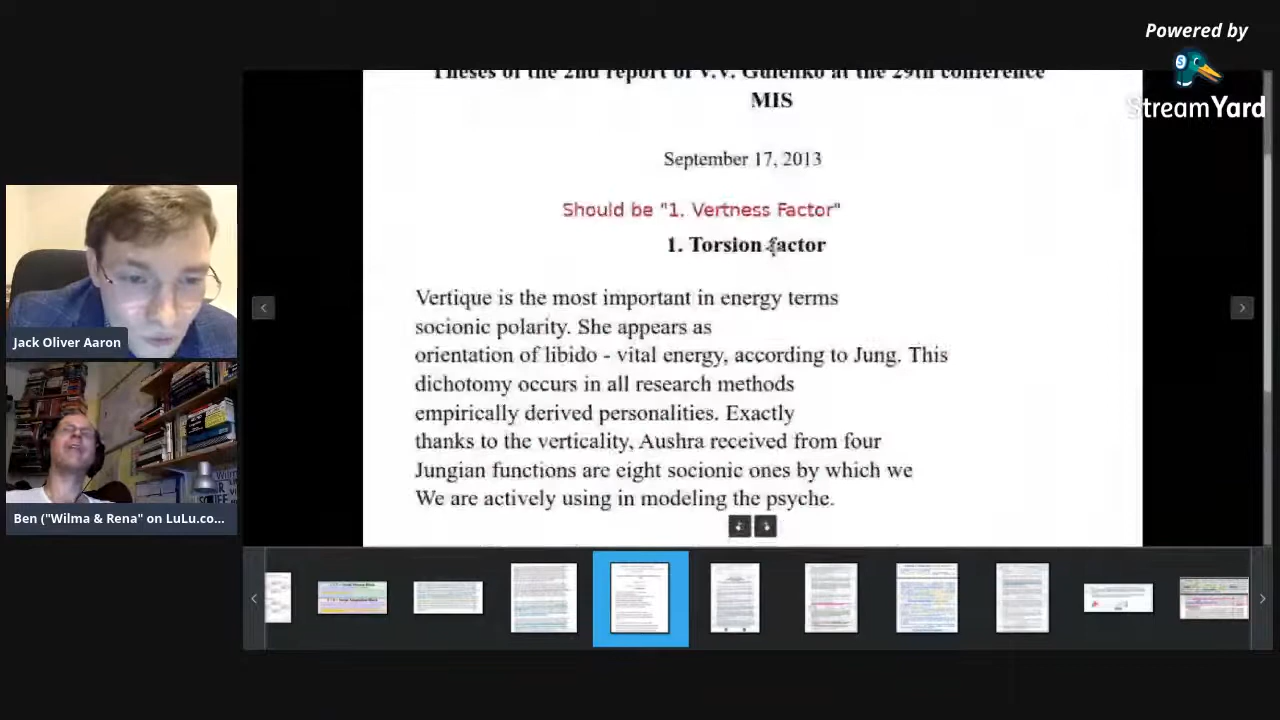 Powered by
StreamYard
Theses of the 2nd report of V.V. Gulenko at the 29th conference
MIS
September 17, 2013
Should be "1. Vertness Factor"
1. Torsion factor
Vertique is the most important in energy terms
socionic polarity. She appears as
orientation of libido - vital energy, according to Jung. This
dichotomy occurs in all research methods
empirically derived personalities. Exactly
thanks to the verticality, Aushra received from four
Jungian functions are eight socionic ones by which we
We are actively using in modeling the psyche.
Jack Oliver Aaron
Ben ("Wilma & Rena" on LuLu.co...